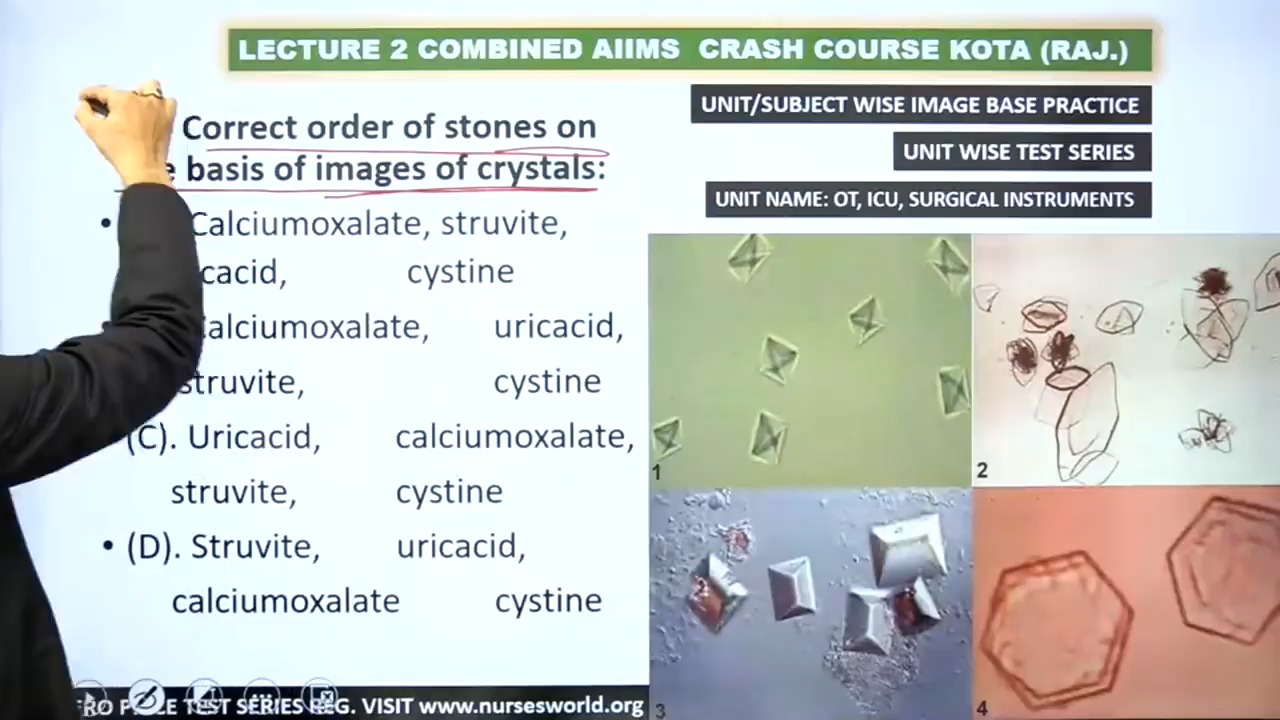 LECTURE 2 COMBINED AIIMS CRASH COURSE KOTA (RAJ.)
UNIT/SUBJECT WISE IMAGE BASE PRACTICE
UNIT WISE TEST SERIES
UNIT NAME: OT, ICU, SURGICAL INSTRUMENTS
Correct order of stones on
basis of images of crystals:
• Calciumoxalate, struvite,
cacid, cystine
alciumoxalate, uricacid,
struvite, cystine
(C). Uricacid, calciumoxalate,
struvite, cystine
• (D). Struvite, uricacid,
calciumoxalate cystine
1
2
3
4
TEST SERIES REG. VISIT www.nursesworld.org